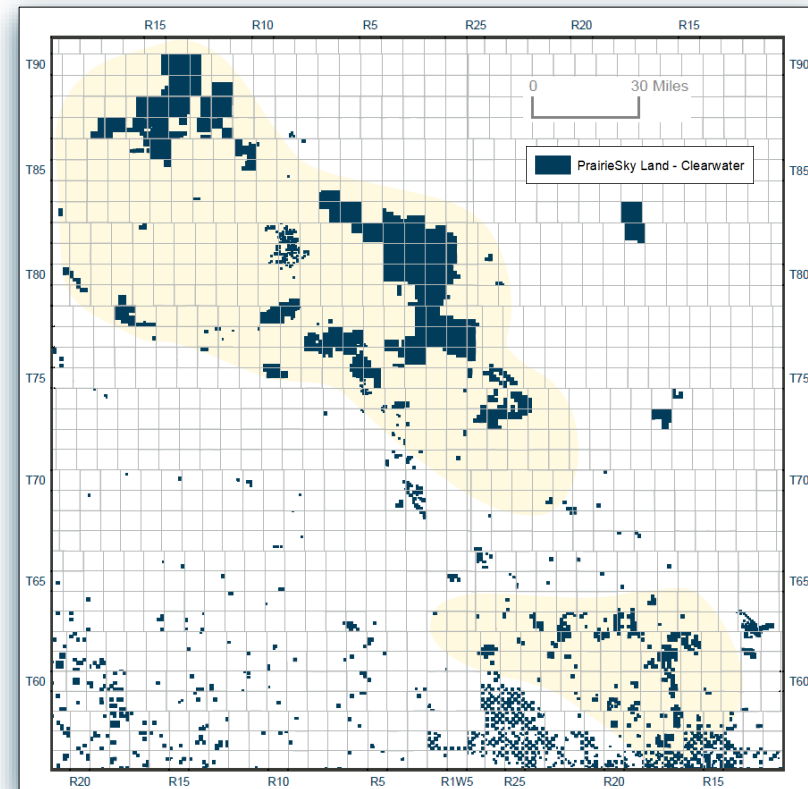 R15 R10 R5 R25 R20 R15
T90 T90
0 30 Miles
PrairieSky Land - Clearwater
T85 T85
T80 T80
T75 T75
T70 T70
T65 T65
T60 T60
R20 R15 R10 R5 R1W5 R25 R20 R15